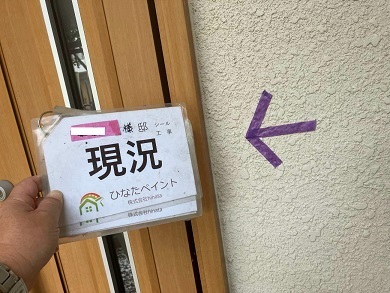 様邸 シール
工事
現況
ひなたペイント
株式会社hinata
株式会社hinata